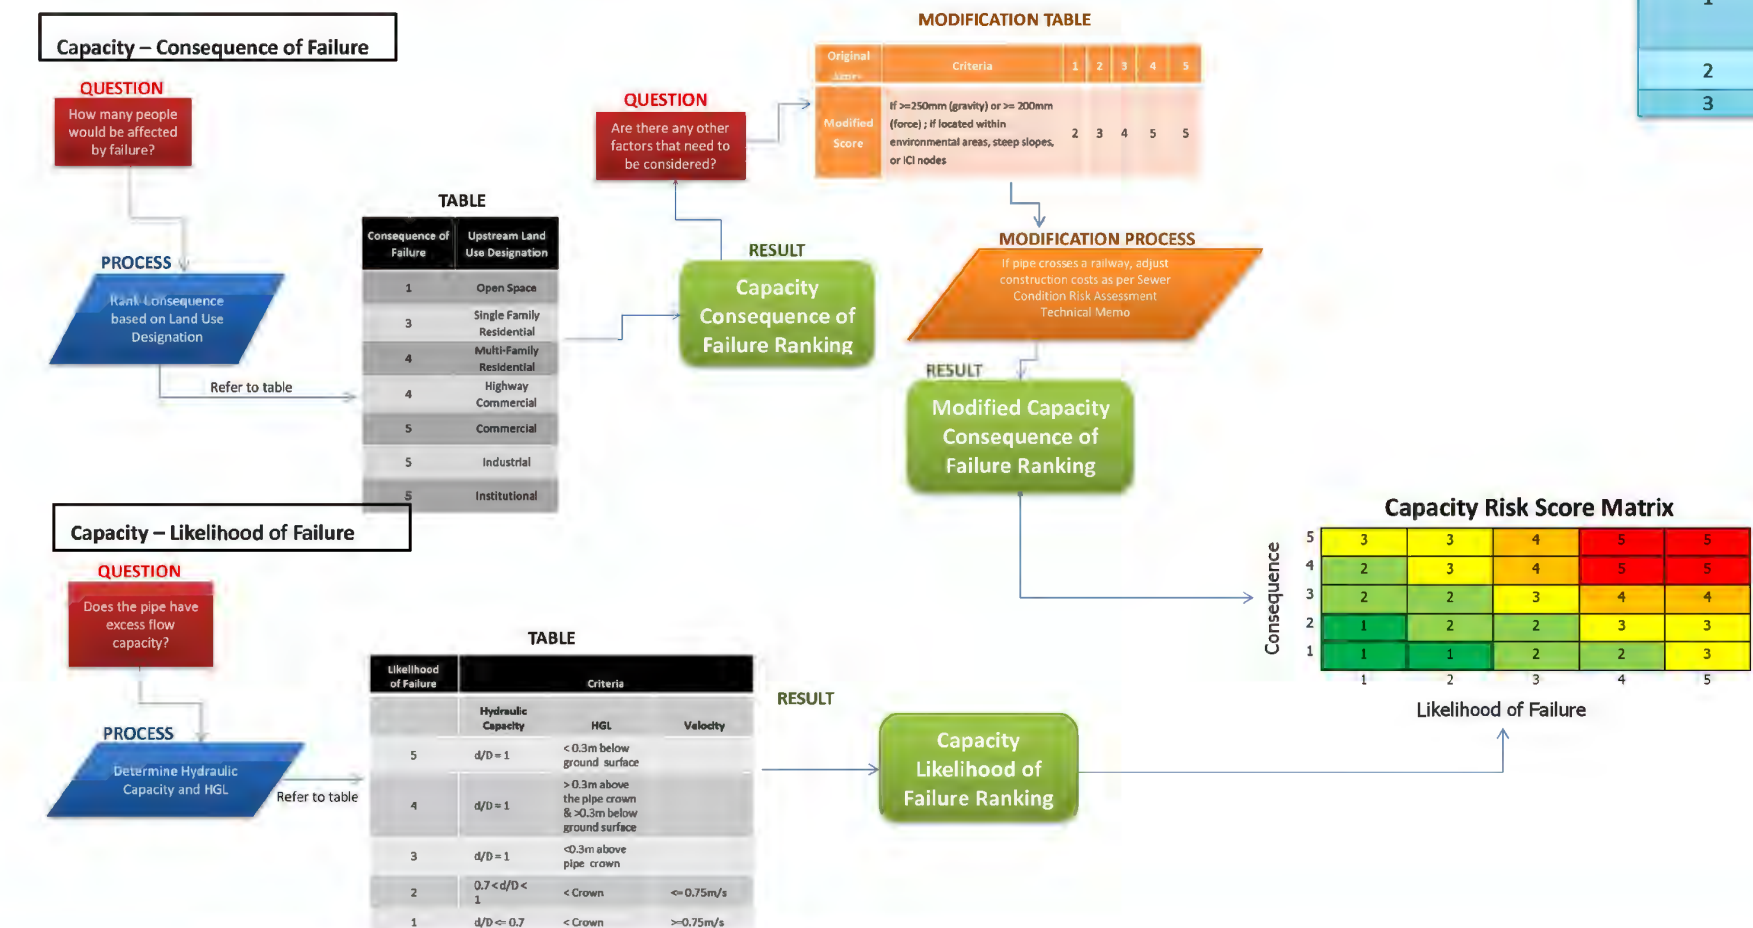 Capacity – Consequence of Failure
QUESTION
How many people
would be affected
by failure?
PROCESS
Rank Consequence
based on Land Use
Designation
Refer to table
TABLE
Consequence of Failure Upstream Land Use Designation
1 Open Space
3 Single Family Residential
4 Multi-Family Residential
4 Highway Commercial
5 Commercial
5 Industrial
5 Institutional
RESULT
Capacity
Consequence of
Failure Ranking
QUESTION
Are there any other
factors that need to
be considered?
MODIFICATION TABLE
Original Criteria 1 2 3 4 5
Modified Score
If >=250mm (gravity) or >= 200mm
(force) ; if located within
environmental areas, steep slopes,
or ICI nodes
2 3 4 5 5
MODIFICATION PROCESS
If pipe crosses a railway, adjust
construction costs as per Sewer
Condition Risk Assessment
Technical Memo
RESULT
Modified Capacity
Consequence of
Failure Ranking
1
2
3
Capacity – Likelihood of Failure
QUESTION
Does the pipe have
excess flow
capacity?
PROCESS
Determine Hydraulic
Capacity and HGL
Refer to table
TABLE
Likelihood of Failure Criteria
Hydraulic Capacity HGL Velocity
5 d/D = 1 < 0.3m below ground surface
4 d/D = 1 > 0.3m above the pipe crown & >0.3m below ground surface
3 d/D = 1 <0.3m above pipe crown
2 0.7 < d/D < 1 < Crown <= 0.75m/s
1 d/D <= 0.7 < Crown >=0.75m/s
RESULT
Capacity
Likelihood of
Failure Ranking
Capacity Risk Score Matrix
Consequence
5 3 3 4 5 5
4 2 3 4 5 5
3 2 2 3 4 4
2 1 2 2 3 3
1 1 1 2 2 3
1 2 3 4 5
Likelihood of Failure